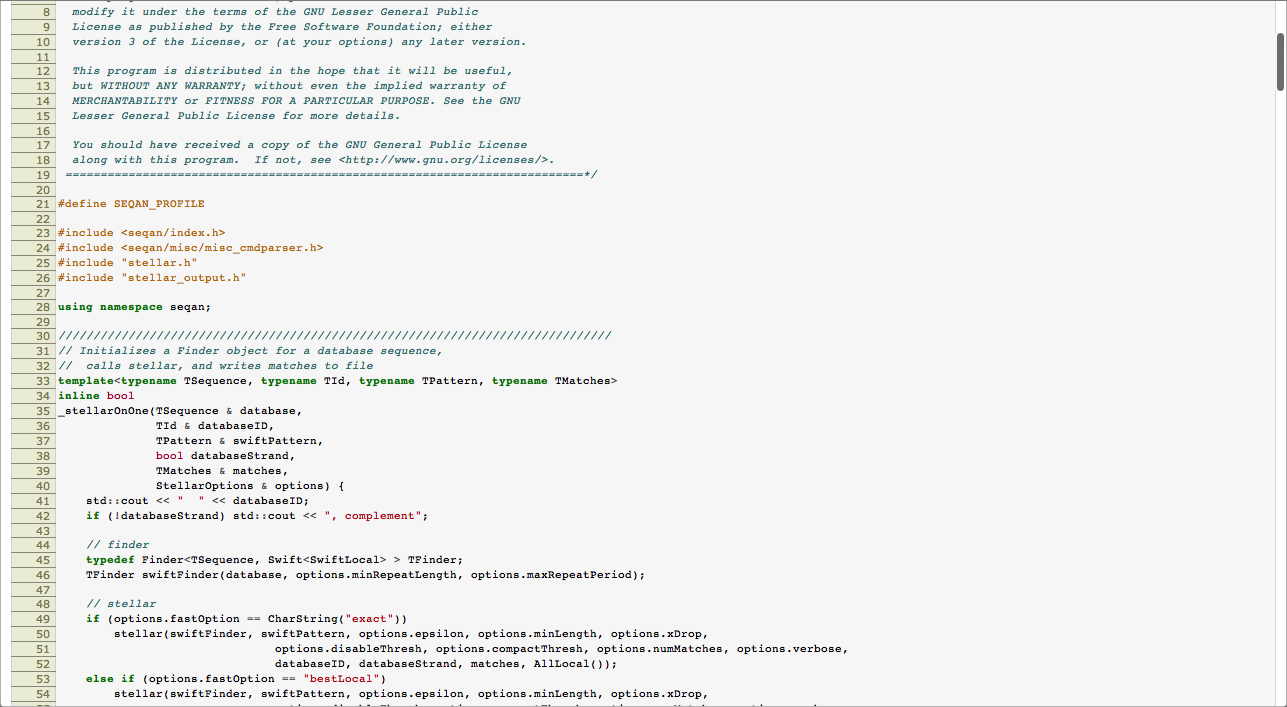 8 modify it under the terms of the GNU Lesser General Public
9 License as published by the Free Software Foundation; either
10 version 3 of the License, or (at your options) any later version.
11
12 This program is distributed in the hope that it will be useful,
13 but WITHOUT ANY WARRANTY; without even the implied warranty of
14 MERCHANTABILITY or FITNESS FOR A PARTICULAR PURPOSE. See the GNU
15 Lesser General Public License for more details.
16
17 You should have received a copy of the GNU General Public License
18 along with this program.  If not, see <http://www.gnu.org/licenses/>.
19 ==========================================================================*/
20
21 #define SEQAN_PROFILE
22
23 #include <seqan/index.h>
24 #include <seqan/misc/misc_cmdparser.h>
25 #include "stellar.h"
26 #include "stellar_output.h"
27
28 using namespace seqan;
29
30 ///////////////////////////////////////////////////////////////////////////////
31 // Initializes a Finder object for a database sequence,
32 //  calls stellar, and writes matches to file
33 template<typename TSequence, typename TId, typename TPattern, typename TMatches>
34 inline bool
35 _stellarOnOne(TSequence & database,
36               TId & databaseID,
37               TPattern & swiftPattern,
38               bool databaseStrand,
39               TMatches & matches,
40               StellarOptions & options) {
41     std::cout << "  " << databaseID;
42     if (!databaseStrand) std::cout << ", complement";
43
44     // finder
45     typedef Finder<TSequence, Swift<SwiftLocal> > TFinder;
46     TFinder swiftFinder(database, options.minRepeatLength, options.maxRepeatPeriod);
47
48     // stellar
49     if (options.fastOption == CharString("exact"))
50         stellar(swiftFinder, swiftPattern, options.epsilon, options.minLength, options.xDrop,
51                                options.disableThresh, options.compactThresh, options.numMatches, options.verbose,
52                                databaseID, databaseStrand, matches, AllLocal());
53     else if (options.fastOption == "bestLocal")
54         stellar(swiftFinder, swiftPattern, options.epsilon, options.minLength, options.xDrop,